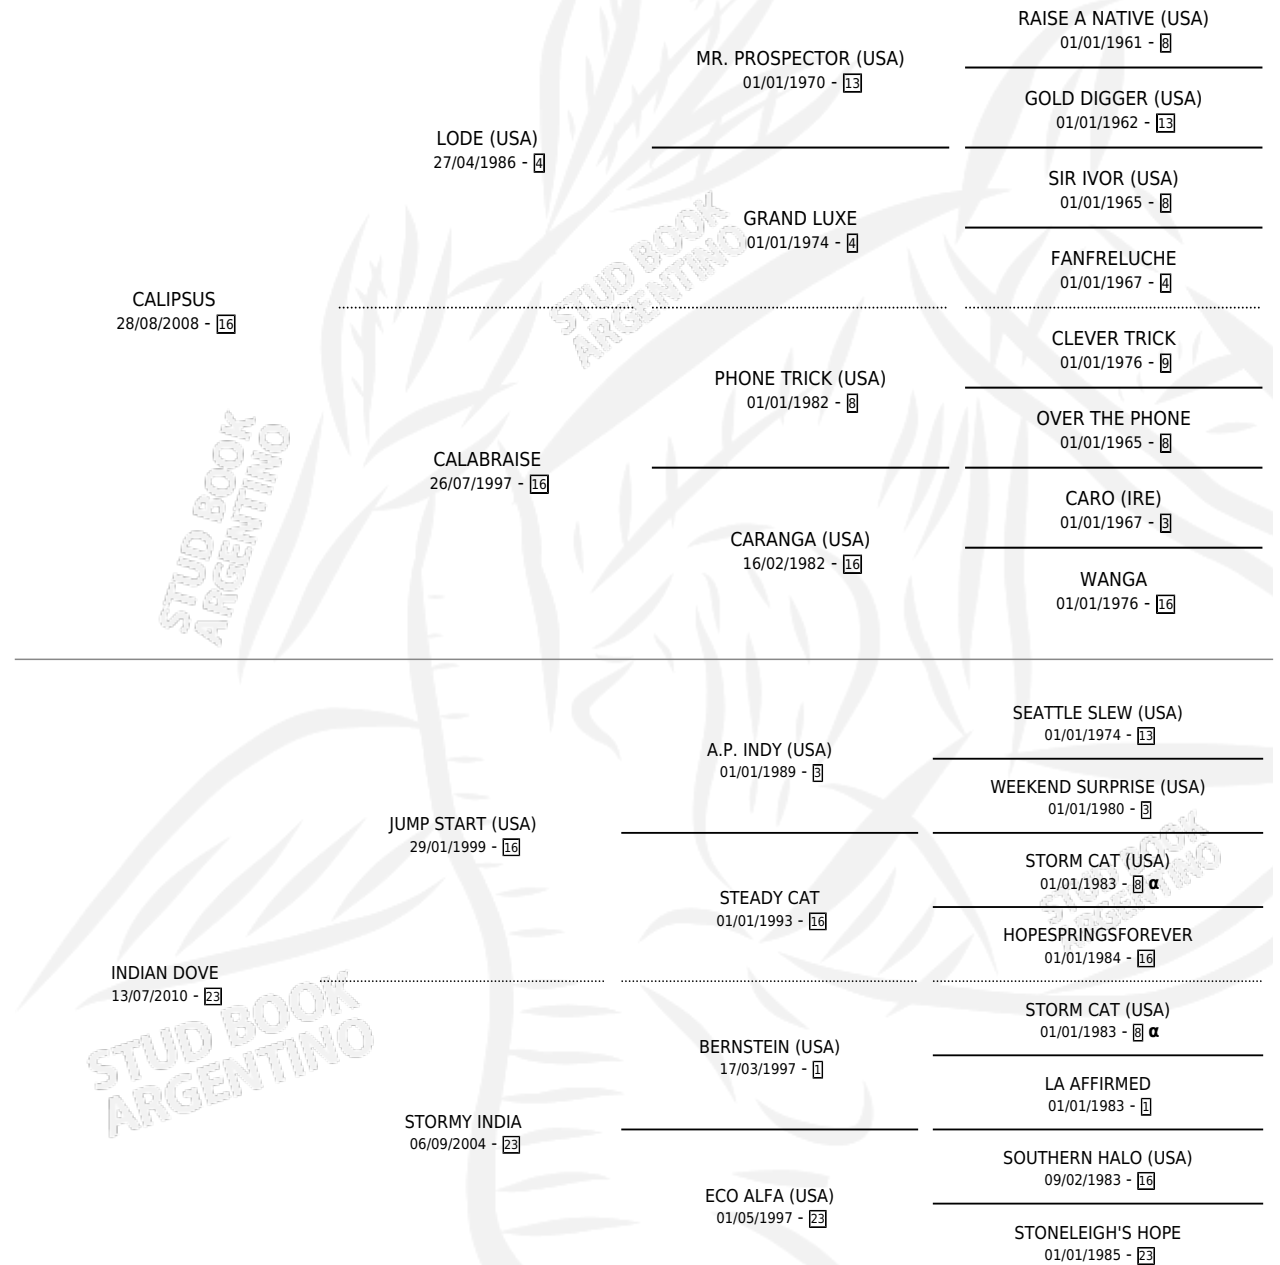 RAISE A NATIVE (USA)
01/01/1961 - 8
MR. PROSPECTOR (USA)
01/01/1970 - 13
GOLD DIGGER (USA)
01/01/1962 - 13
LODE (USA)
27/04/1986 - 4
SIR IVOR (USA)
01/01/1965 - 8
GRAND LUXE
01/01/1974 - 4
FANFRELUCHE
01/01/1967 - 4
STUD BOOK
ARGENTINO
CALIPSUS
28/08/2008 - 16
CLEVER TRICK
01/01/1976 - 9
PHONE TRICK (USA)
01/01/1982 - 8
OVER THE PHONE
01/01/1965 - 8
CALABRAISE
26/07/1997 - 16
CARO (IRE)
01/01/1967 - 3
CARANGA (USA)
16/02/1982 - 16
WANGA
01/01/1976 - 16
STUD BOOK
ARGENTINO
SEATTLE SLEW (USA)
01/01/1974 - 13
A.P. INDY (USA)
01/01/1989 - 3
WEEKEND SURPRISE (USA)
01/01/1980 - 3
JUMP START (USA)
29/01/1999 - 16
STORM CAT (USA)
01/01/1983 - 8 α
STEADY CAT
01/01/1993 - 16
HOPESPRINGSFOREVER
01/01/1984 - 16
STUD BOOK
ARGENTINO
INDIAN DOVE
13/07/2010 - 23
STORM CAT (USA)
01/01/1983 - 8 α
BERNSTEIN (USA)
17/03/1997 - 1
LA AFFIRMED
01/01/1983 - 1
STORMY INDIA
06/09/2004 - 23
SOUTHERN HALO (USA)
09/02/1983 - 16
ECO ALFA (USA)
01/05/1997 - 23
STONELEIGH'S HOPE
01/01/1985 - 23
STUD BOOK
ARGENTINO